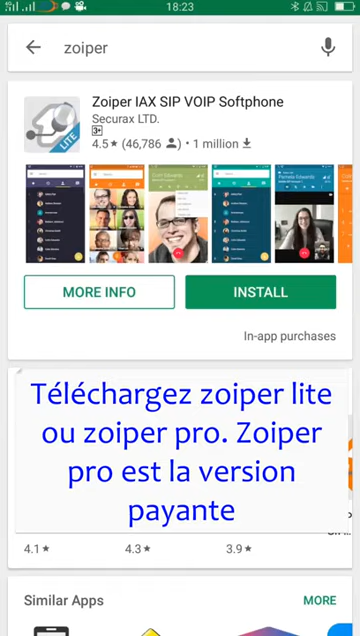 18:23
zoiper
Zoiper IAX SIP VOIP Softphone
Securax LTD.
3+
4.5★ (46,786 ) • 1 million
LITE
MORE INFO
INSTALL
In-app purchases
Téléchargez zoiper lite
ou zoiper pro. Zoiper
pro est la version
payante
4.1★
4.3★
3.9★
Similar Apps
MORE